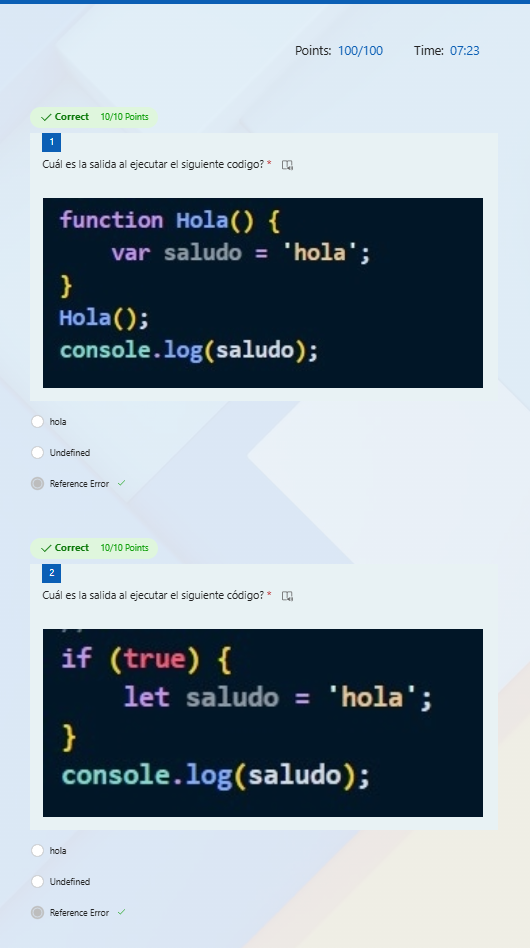 Points: 100/100 Time: 07:23
Correct 10/10 Points
1
Cuál es la salida al ejecutar el siguiente codigo? *
function Hola() {
    var saludo = 'hola';
}
Hola();
console.log(saludo);
hola
Undefined
Reference Error
Correct 10/10 Points
2
Cuál es la salida al ejecutar el siguiente código? *
if (true) {
    let saludo = 'hola';
}
console.log(saludo);
hola
Undefined
Reference Error